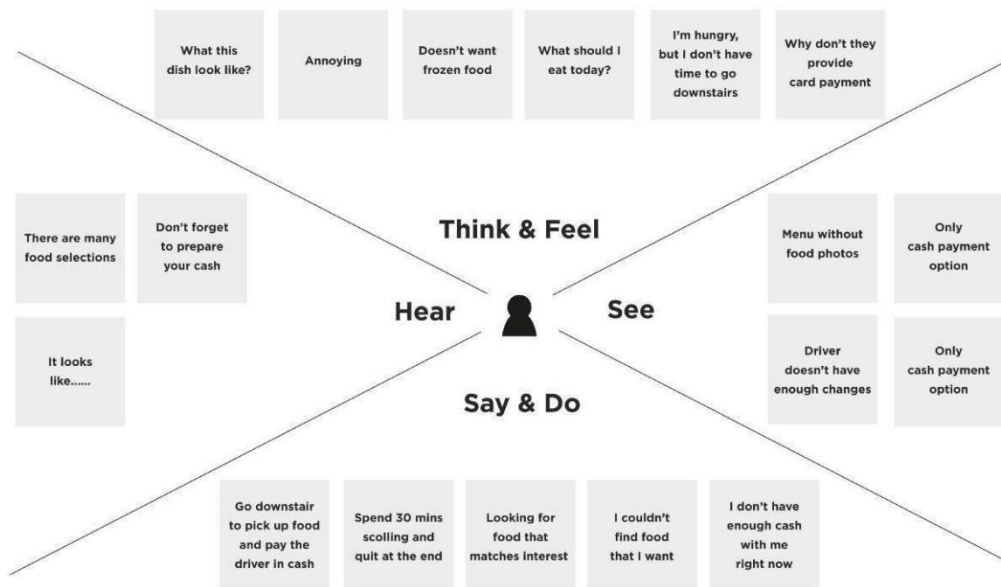 What this
dish look like?
Annoying
Doesn't want
frozen food
What should I
eat today?
I'm hungry,
but I don't have
time to go
downstairs
Why don't they
provide
card payment
Think & Feel
There are many
food selections
Don't forget
to prepare
your cash
It looks
like......
Hear
See
Menu without
food photos
Only
cash payment
option
Driver
doesn't have
enough changes
Only
cash payment
option
Say & Do
Go downstair
to pick up food
and pay the
driver in cash
Spend 30 mins
scolling and
quit at the end
Looking for
food that
matches interest
I couldn't
find food
that I want
I don't have
enough cash
with me
right now